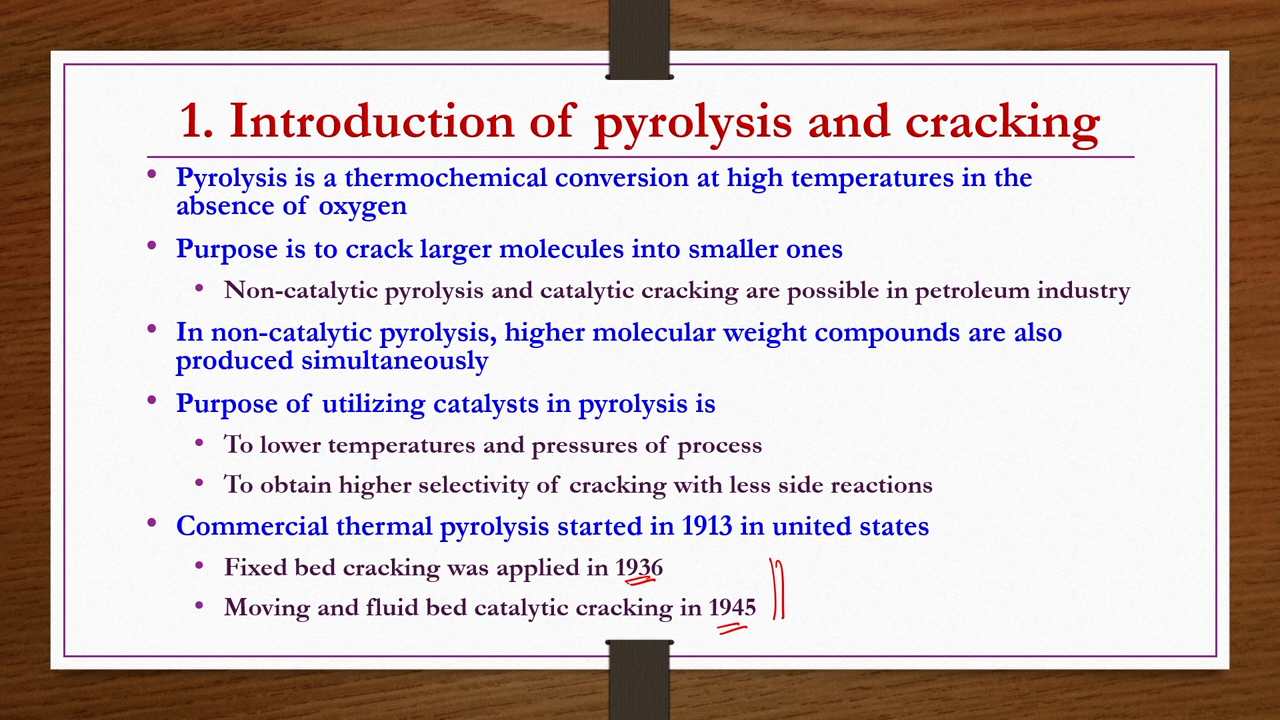 1. Introduction of pyrolysis and cracking
• Pyrolysis is a thermochemical conversion at high temperatures in the
absence of oxygen
• Purpose is to crack larger molecules into smaller ones
• Non-catalytic pyrolysis and catalytic cracking are possible in petroleum industry
• In non-catalytic pyrolysis, higher molecular weight compounds are also
produced simultaneously
• Purpose of utilizing catalysts in pyrolysis is
• To lower temperatures and pressures of process
• To obtain higher selectivity of cracking with less side reactions
• Commercial thermal pyrolysis started in 1913 in united states
• Fixed bed cracking was applied in 1936
• Moving and fluid bed catalytic cracking in 1945